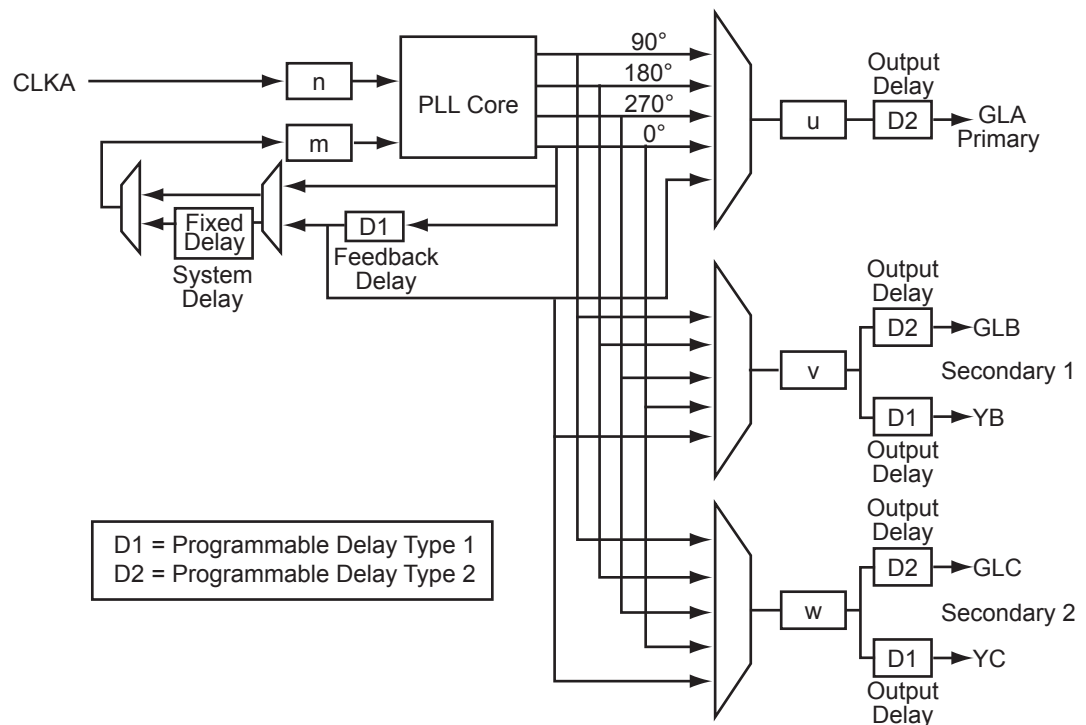 CLKA
n
m
PLL Core
90°
180°
270°
0°
Fixed
Delay
System
Delay
D1
Feedback
Delay
u
Output
Delay
D2
GLA
Primary
v
Output
Delay
D2
GLB
Secondary 1
D1
YB
Output
Delay
w
Output
Delay
D2
GLC
Secondary 2
D1
YC
Output
Delay
D1 = Programmable Delay Type 1
D2 = Programmable Delay Type 2